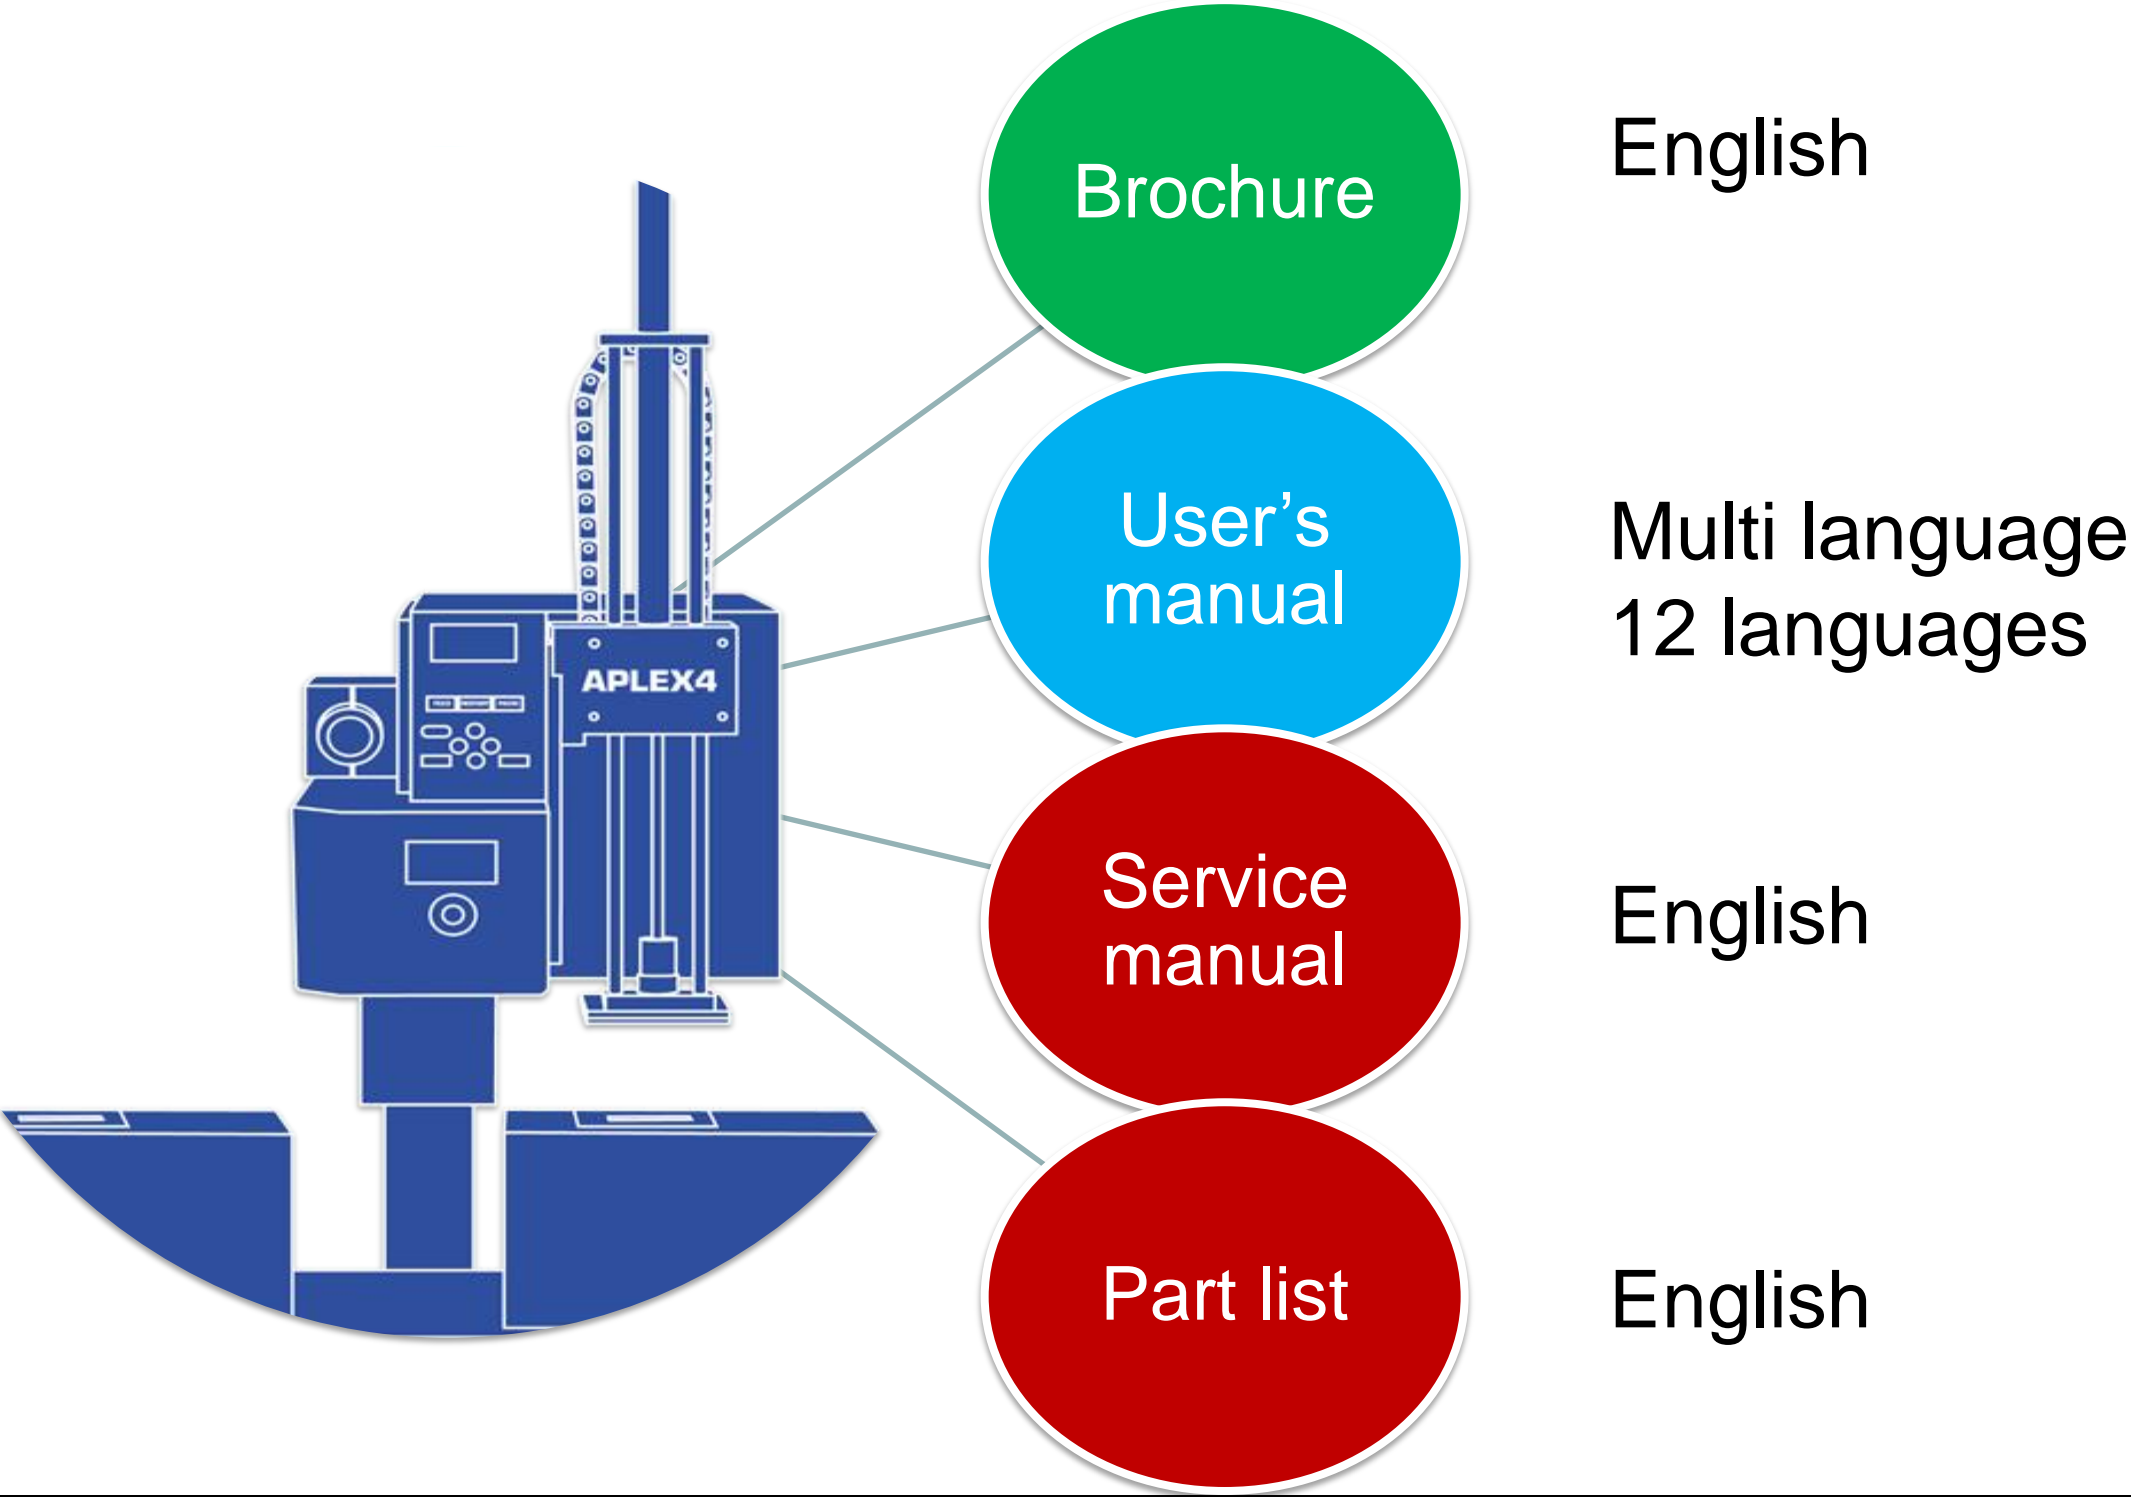 Brochure
English
User’s
manual
Multi language
12 languages
APLEX4
Service
manual
English
Part list
English